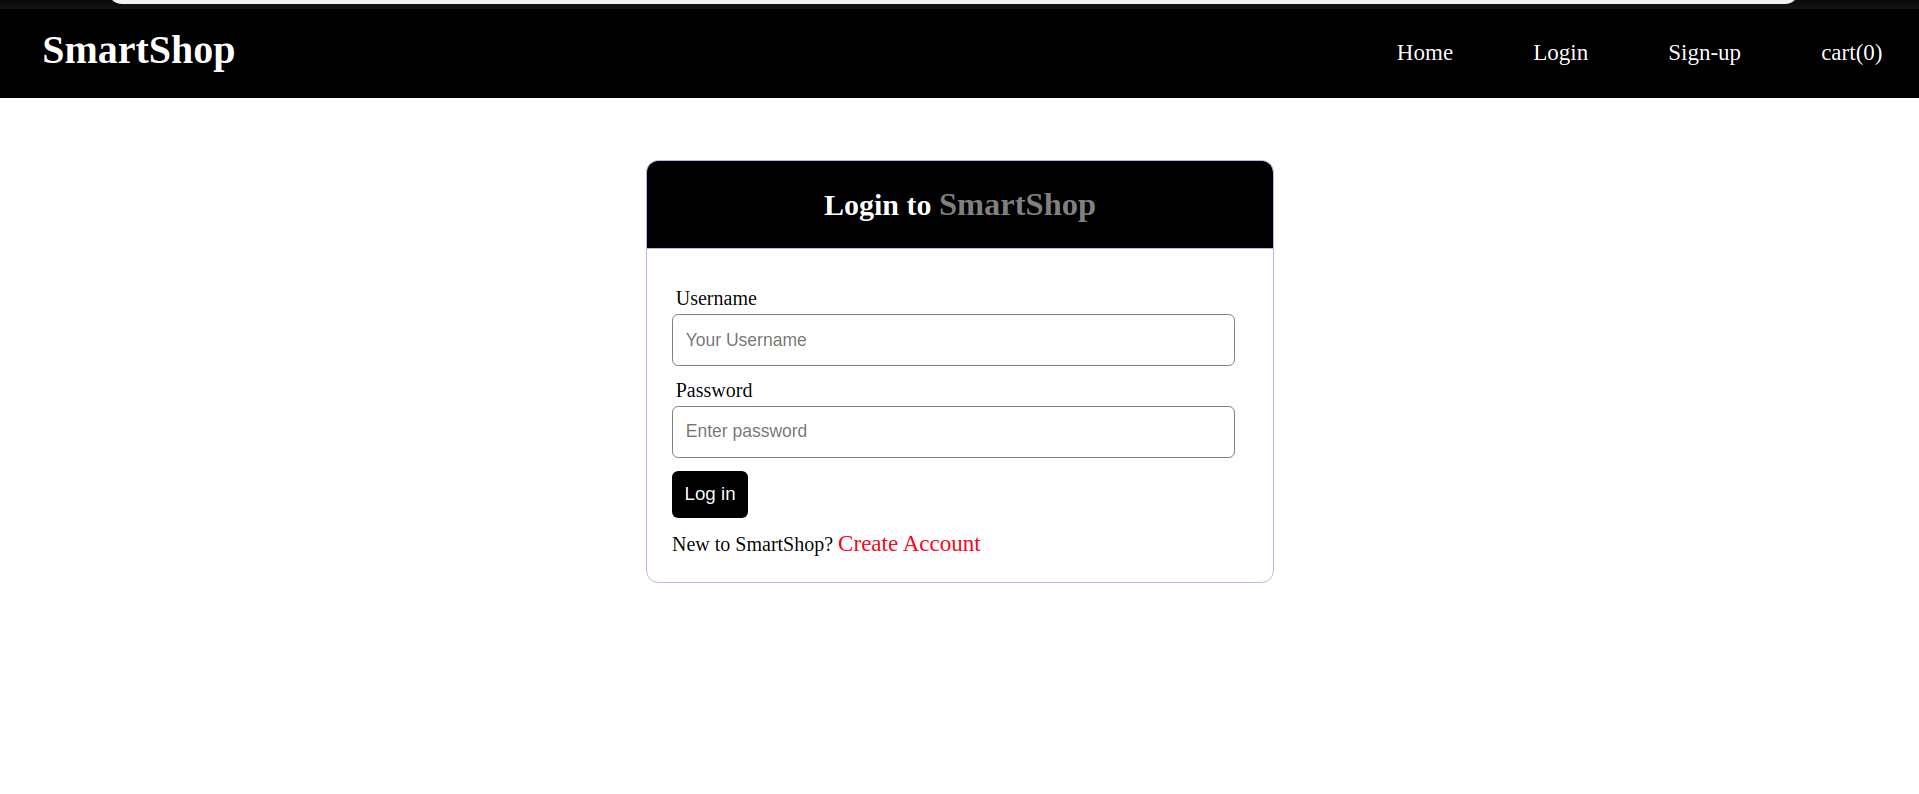 SmartShop Home Login Sign-up cart(0)
Login to SmartShop
Username
Your Username
Password
Enter password
Log in
New to SmartShop? Create Account